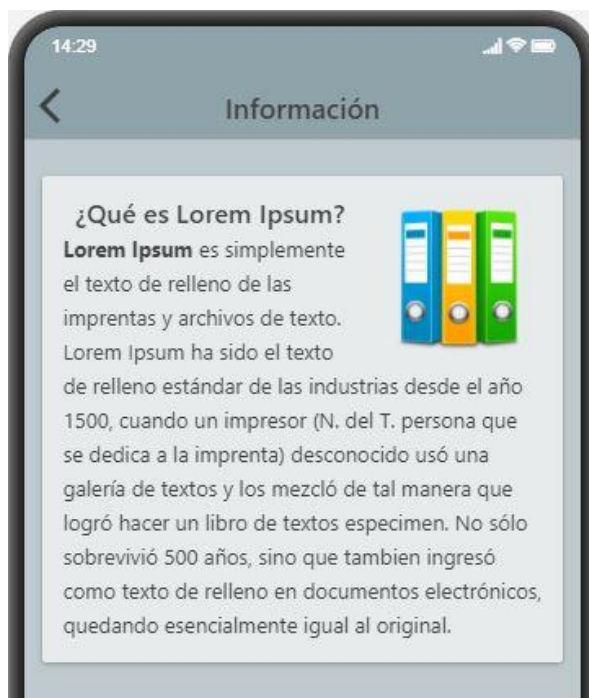 14:29
Información
¿Qué es Lorem Ipsum?
Lorem Ipsum es simplemente
el texto de relleno de las
imprentas y archivos de texto.
Lorem Ipsum ha sido el texto
de relleno estándar de las industrias desde el año
1500, cuando un impresor (N. del T. persona que
se dedica a la imprenta) desconocido usó una
galería de textos y los mezcló de tal manera que
logró hacer un libro de textos especimen. No sólo
sobrevivió 500 años, sino que tambien ingresó
como texto de relleno en documentos electrónicos,
quedando esencialmente igual al original.